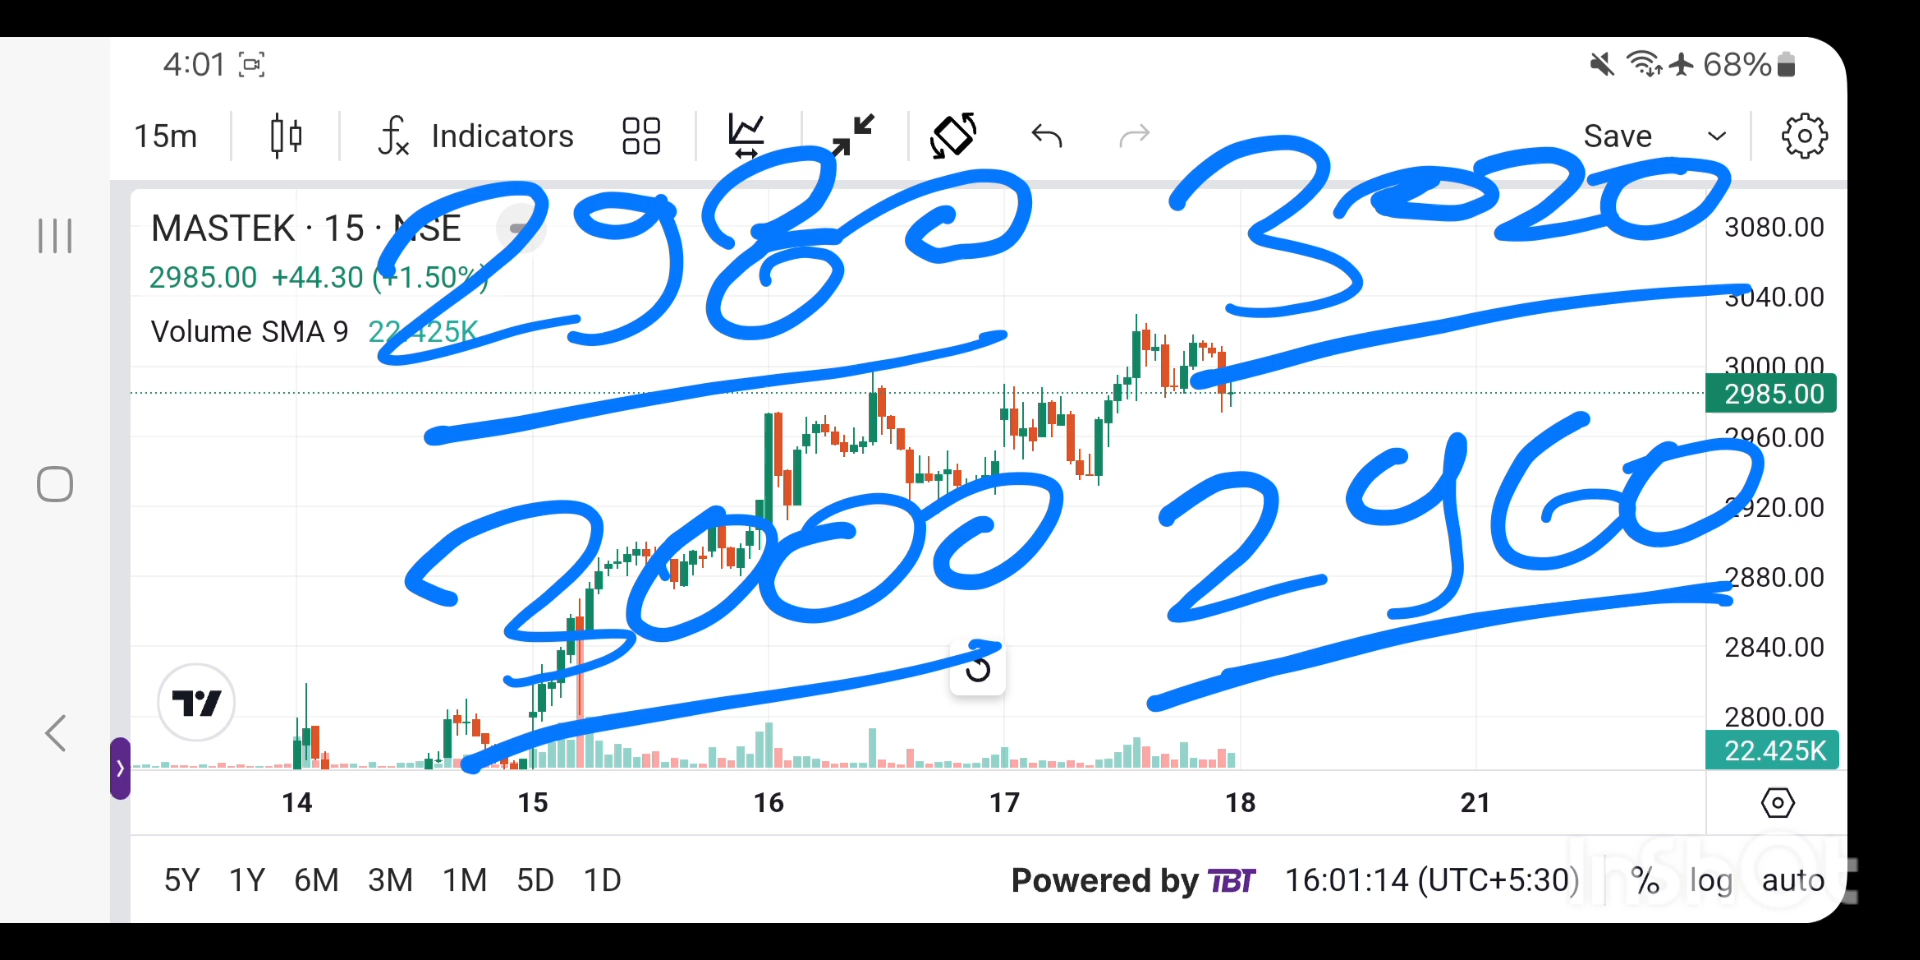 4:01 68%
15m Indicators Save
2980 3020
MASTEK · 15 · NSE
2985.00 +44.30 (+1.50%)
Volume SMA 9 22.425K
3080.00
3040.00
3000.00
2985.00
2960.00
3000 2960
2920.00
2880.00
2840.00
2800.00
22.425K
14 15 16 17 18 21
5Y 1Y 6M 3M 1M 5D 1D Powered by TBT 16:01:14 (UTC+5:30) % log auto
InShOt